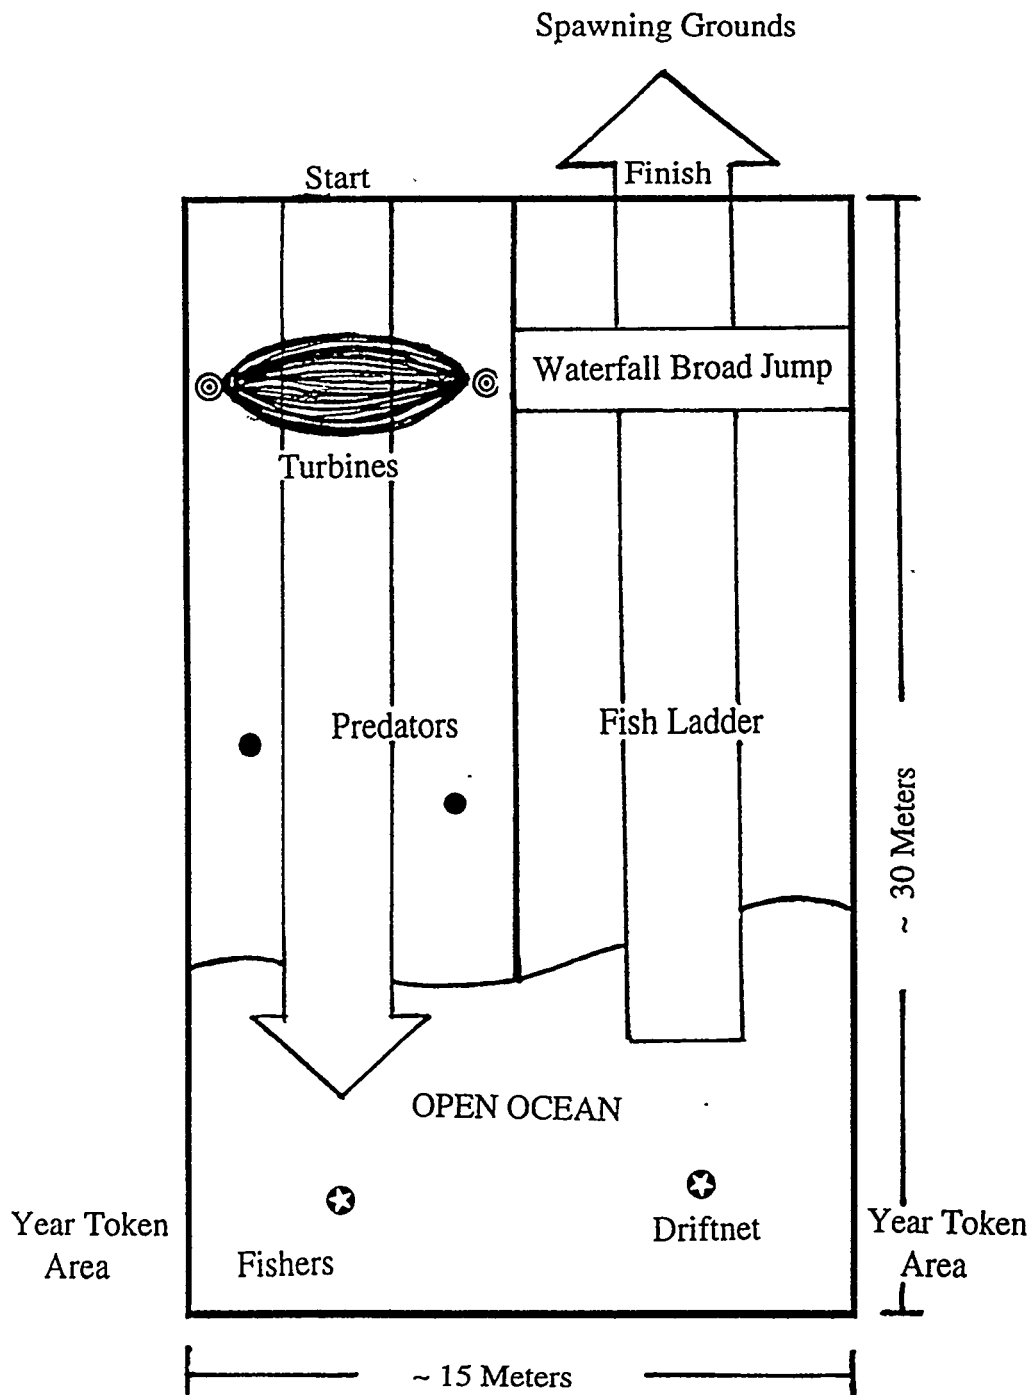 Spawning Grounds
Start
Finish
Waterfall Broad Jump
Turbines
Predators
Fish Ladder
~ 30 Meters
OPEN OCEAN
Year Token
Area
Fishers
Driftnet
Year Token
Area
~ 15 Meters